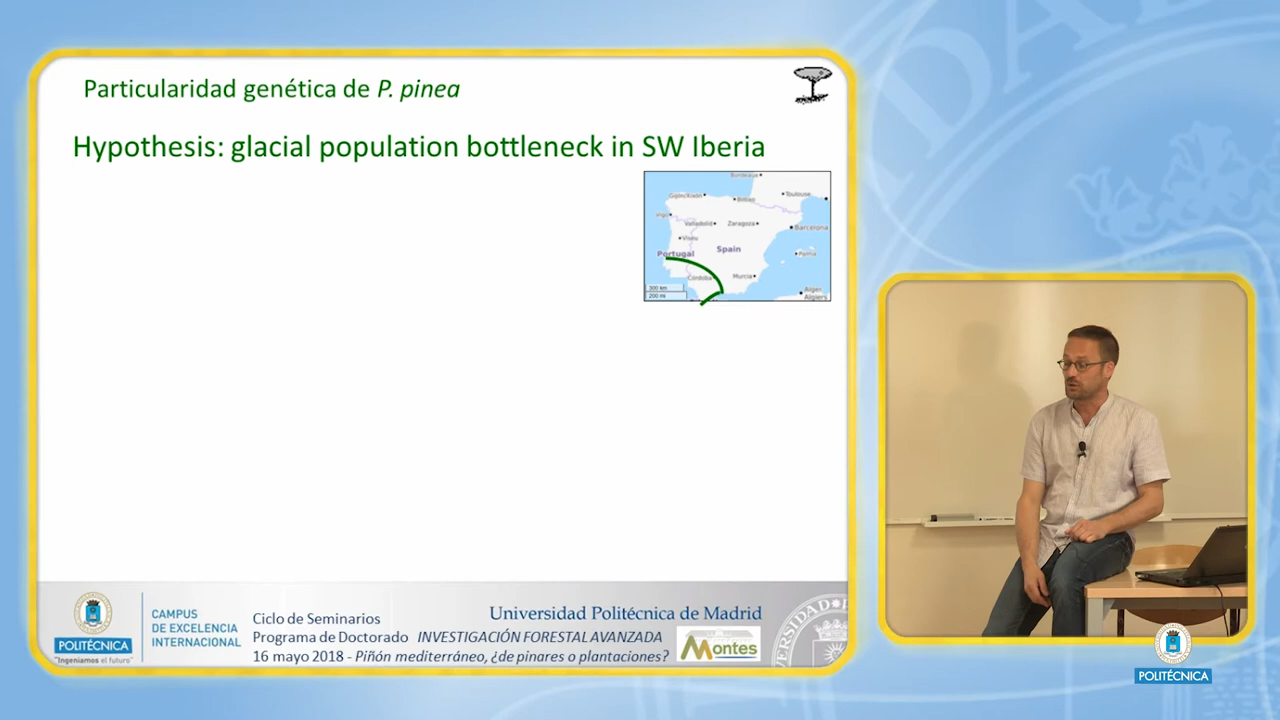 Particularidad genética de P. pinea
Hypothesis: glacial population bottleneck in SW Iberia
Bordeaux
Gijón/Xixón
Bilbao
Toulouse
Vigo
Valladolid
Zaragoza
Barcelona
Viseu
Portugal
Spain
Palma
Córdoba
Murcia
300 km
200 mi
Alger
Algiers
POLITÉCNICA
"Ingeniamos el futuro"
CAMPUS
DE EXCELENCIA
INTERNACIONAL
Ciclo de Seminarios
Universidad Politécnica de Madrid
Programa de Doctorado INVESTIGACIÓN FORESTAL AVANZADA
16 mayo 2018 - Piñón mediterráneo, ¿de pinares o plantaciones?
Montes
POLITÉCNICA